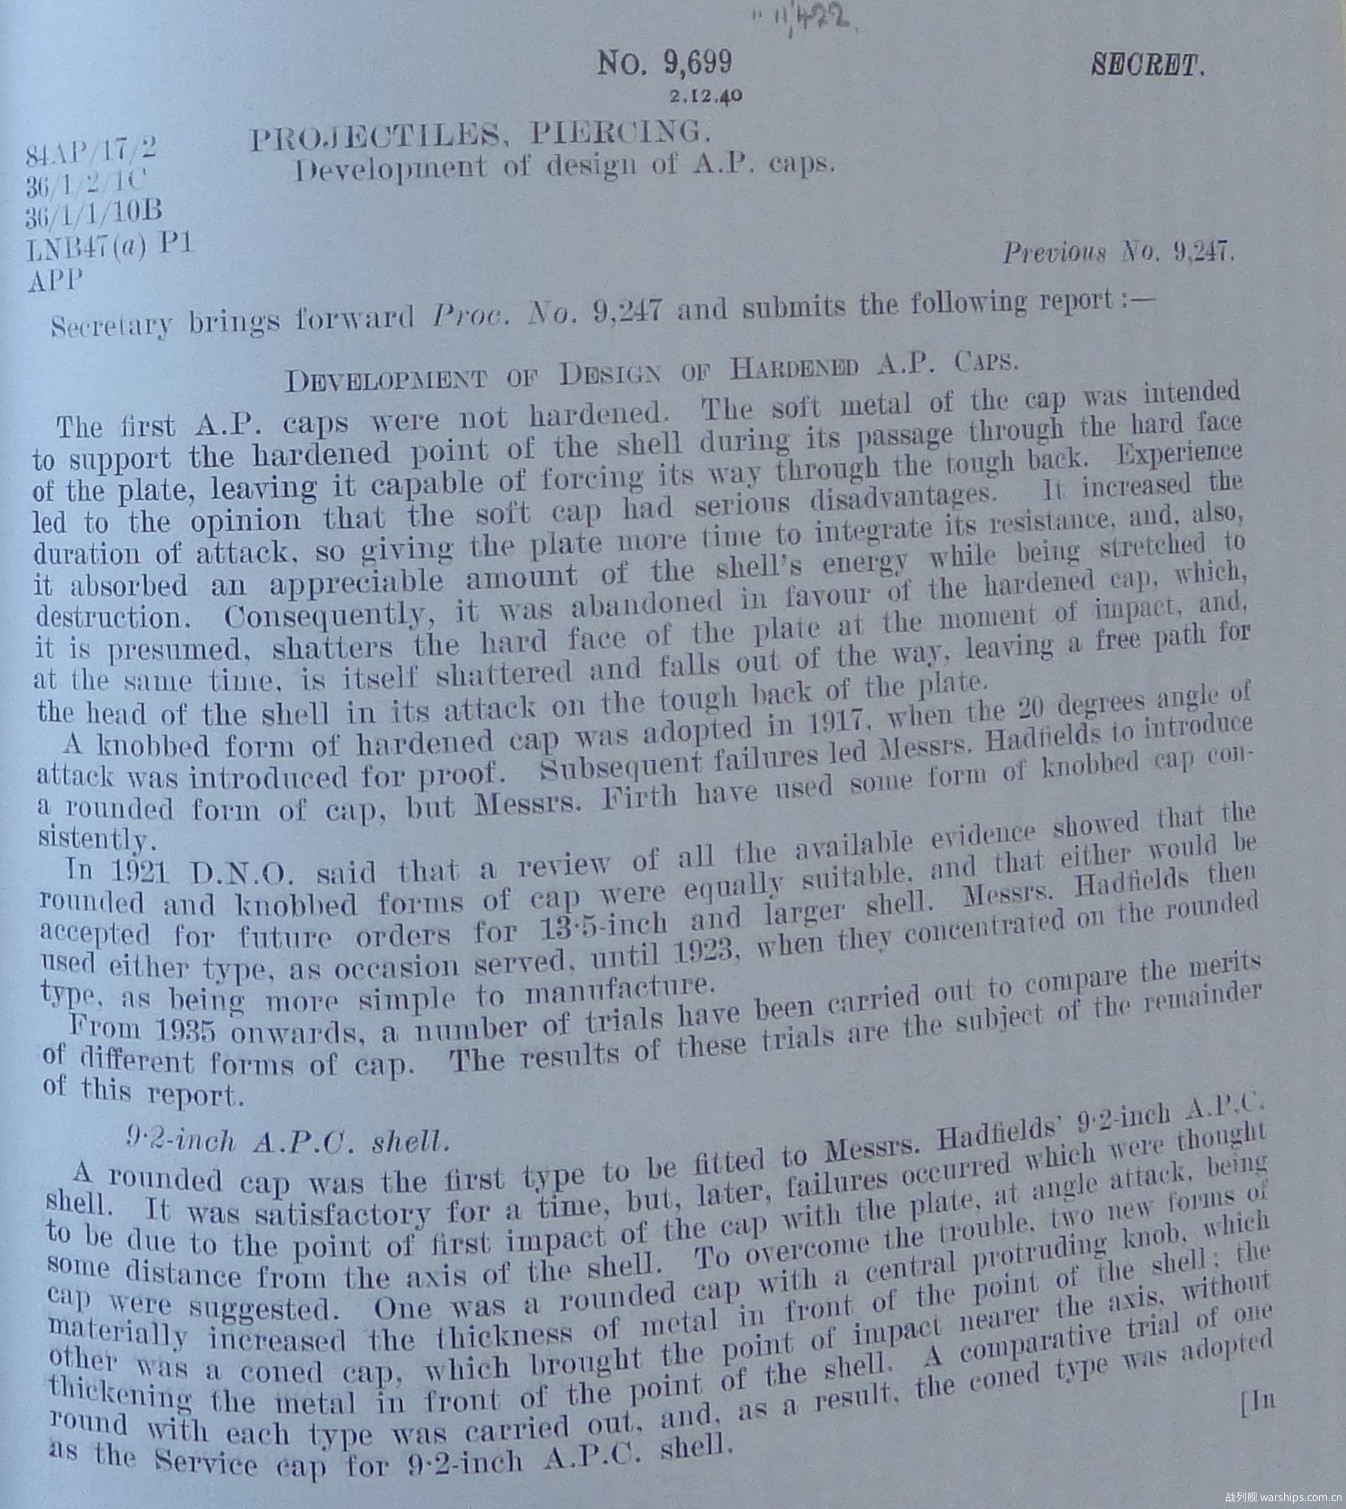 " 11,422.
No. 9,699
SECRET.
2.12.40
84AP/17/2
36/1/2/1C
36/1/1/10B
LNB47(a) P1
APP
PROJECTILES, PIERCING.
Development of design of A.P. caps.
Previous No. 9,247.
Secretary brings forward Proc. No. 9,247 and submits the following report :—
DEVELOPMENT OF DESIGN OF HARDENED A.P. CAPS.
The first A.P. caps were not hardened. The soft metal of the cap was intended
to support the hardened point of the shell during its passage through the hard face
of the plate, leaving it capable of forcing its way through the tough back. Experience
led to the opinion that the soft cap had serious disadvantages. It increased the
duration of attack, so giving the plate more time to integrate its resistance, and, also,
it absorbed an appreciable amount of the shell's energy while being stretched to
destruction. Consequently, it was abandoned in favour of the hardened cap, which,
it is presumed, shatters the hard face of the plate at the moment of impact, and,
at the same time, is itself shattered and falls out of the way, leaving a free path for
the head of the shell in its attack on the tough back of the plate.
A knobbed form of hardened cap was adopted in 1917, when the 20 degrees angle of
attack was introduced for proof. Subsequent failures led Messrs. Hadfields to introduce
a rounded form of cap, but Messrs. Firth have used some form of knobbed cap con-
sistently.
In 1921 D.N.O. said that a review of all the available evidence showed that the
rounded and knobbed forms of cap were equally suitable, and that either would be
accepted for future orders for 13·5-inch and larger shell. Messrs. Hadfields then
used either type, as occasion served, until 1923, when they concentrated on the rounded
type, as being more simple to manufacture.
From 1935 onwards, a number of trials have been carried out to compare the merits
of different forms of cap. The results of these trials are the subject of the remainder
of this report.
9·2-inch A.P.C. shell.
A rounded cap was the first type to be fitted to Messrs. Hadfields' 9·2-inch A.P.C.
shell. It was satisfactory for a time, but, later, failures occurred which were thought
to be due to the point of first impact of the cap with the plate, at angle attack, being
some distance from the axis of the shell. To overcome the trouble, two new forms of
cap were suggested. One was a rounded cap with a central protruding knob, which
materially increased the thickness of metal in front of the point of the shell; the
other was a coned cap, which brought the point of impact nearer the axis, without
thickening the metal in front of the point of the shell. A comparative trial of one
round with each type was carried out, and, as a result, the coned type was adopted
as the Service cap for 9·2-inch A.P.C. shell.
[In
战列舰 warships.com.cn